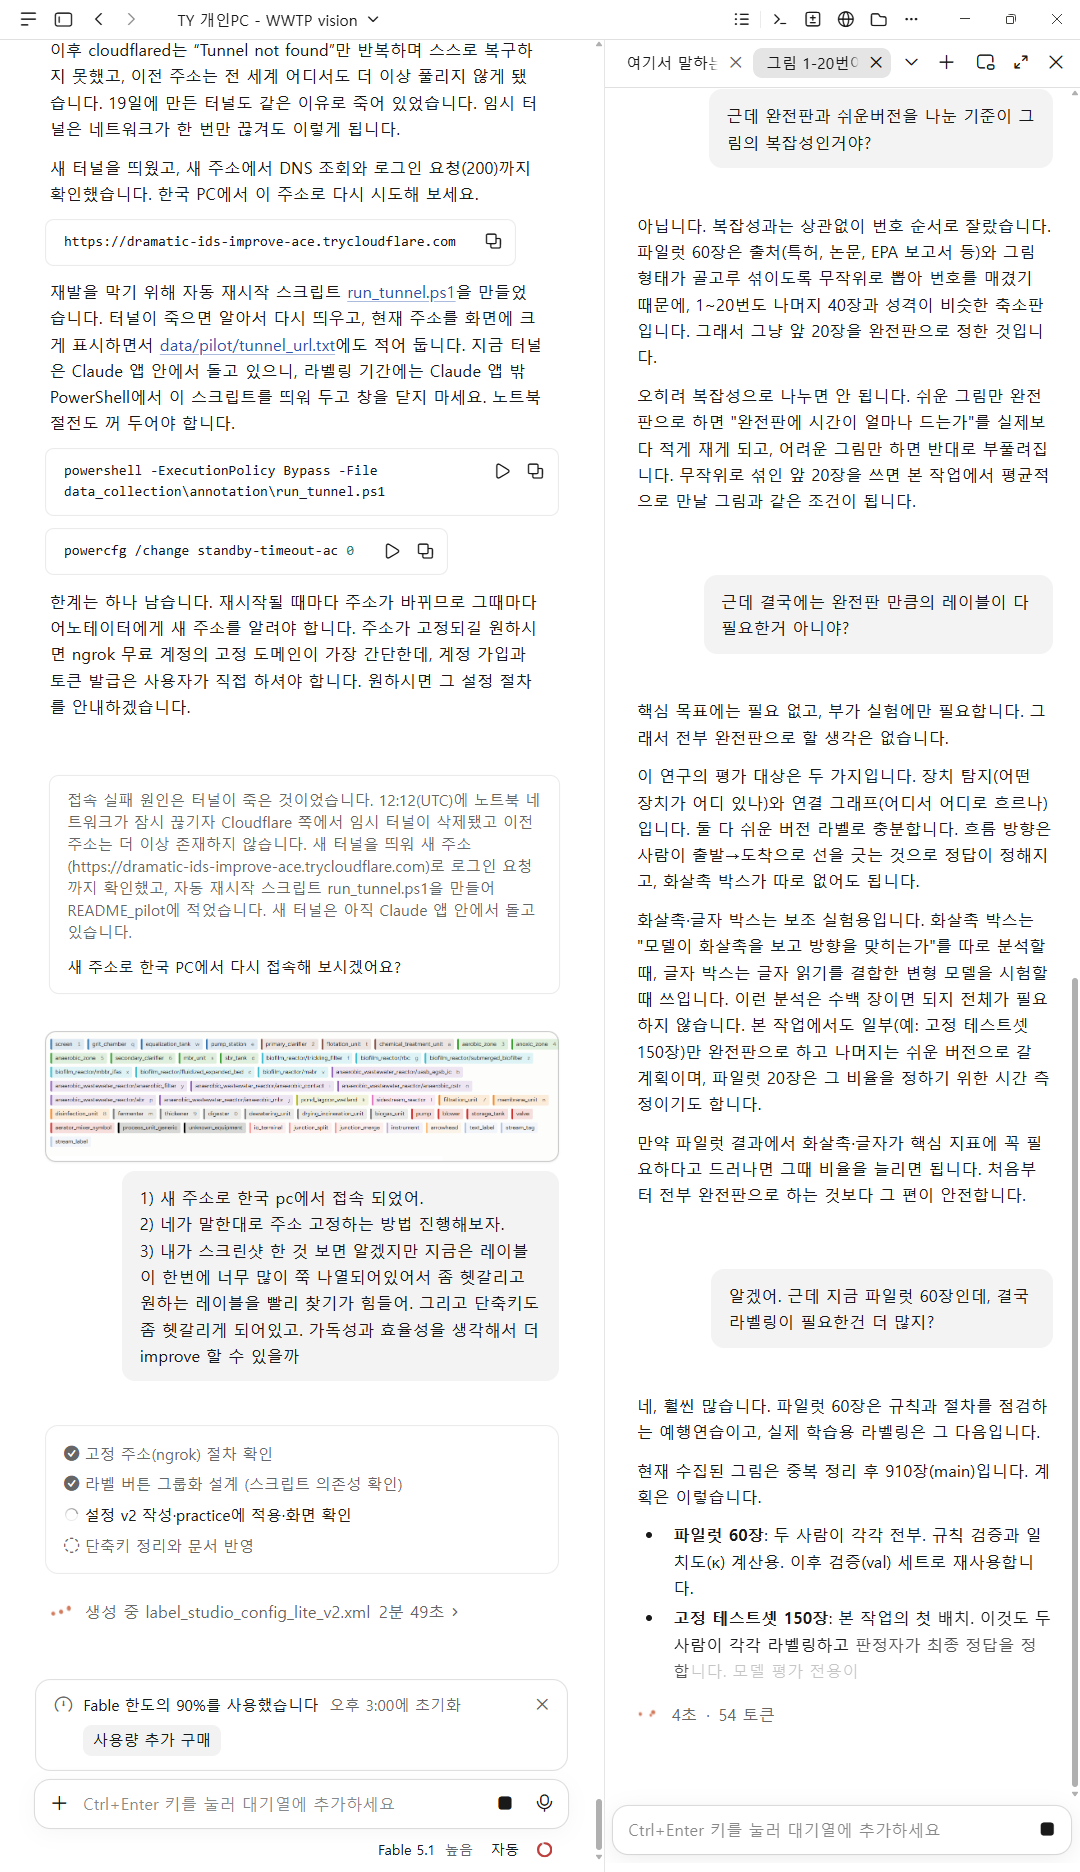 TY 개인PC - WWTP vision
이후 cloudflared는 “Tunnel not found”만 반복하며 스스로 복구하
지 못했고, 이전 주소는 전 세계 어디서도 더 이상 풀리지 않게 됐
습니다. 19일에 만든 터널도 같은 이유로 죽어 있었습니다. 임시 터
널은 네트워크가 한 번만 끊겨도 이렇게 됩니다.
새 터널을 띄웠고, 새 주소에서 DNS 조회와 로그인 요청(200)까지
확인했습니다. 한국 PC에서 이 주소로 다시 시도해 보세요.
https://dramatic-ids-improve-ace.trycloudflare.com
재발을 막기 위해 자동 재시작 스크립트 run_tunnel.ps1을 만들었
습니다. 터널이 죽으면 알아서 다시 띄우고, 현재 주소를 화면에 크
게 표시하면서 data/pilot/tunnel_url.txt에도 적어 둡니다. 지금 터널
은 Claude 앱 안에서 돌고 있으니, 라벨링 기간에는 Claude 앱 밖
PowerShell에서 이 스크립트를 띄워 두고 창을 닫지 마세요. 노트북
절전도 꺼 두어야 합니다.
powershell -ExecutionPolicy Bypass -File
data_collection\annotation\run_tunnel.ps1
powercfg /change standby-timeout-ac 0
한계는 하나 남습니다. 재시작될 때마다 주소가 바뀌므로 그때마다
어노테이터에게 새 주소를 알려야 합니다. 주소가 고정되길 원하시
면 ngrok 무료 계정의 고정 도메인이 가장 간단한데, 계정 가입과
토큰 발급은 사용자가 직접 하셔야 합니다. 원하시면 그 설정 절차
를 안내하겠습니다.
접속 실패 원인은 터널이 죽은 것이었습니다. 12:12(UTC)에 노트북 네
트워크가 잠시 끊기자 Cloudflare 쪽에서 임시 터널이 삭제됐고 이전
주소는 더 이상 존재하지 않습니다. 새 터널을 띄워 새 주소
(https://dramatic-ids-improve-ace.trycloudflare.com)로 로그인 요청
까지 확인했고, 자동 재시작 스크립트 run_tunnel.ps1을 만들어
README_pilot에 적었습니다. 새 터널은 아직 Claude 앱 안에서 돌고
있습니다.
새 주소로 한국 PC에서 다시 접속해 보시겠어요?
screen grit_chamber equalization_tank pump_station primary_clarifier flotation_unit chemical_treatment_unit aerobic_zone anoxic_zone
anaerobic_zone secondary_clarifier mbr_unit sbr_tank biofilm_reactor/trickling_filter biofilm_reactor/rbc biofilm_reactor/submerged_biofilter
biofilm_reactor/mbbr_ifas biofilm_reactor/fluidized_expanded_bed biofilm_reactor/mabr anaerobic_wastewater_reactor/uasb_egsb_ic
anaerobic_wastewater_reactor/anaerobic_filter anaerobic_wastewater_reactor/anaerobic_contact anaerobic_wastewater_reactor/anaerobic_cstr
anaerobic_wastewater_reactor/abr anaerobic_wastewater_reactor/anaerobic_mbr pond_lagoon_wetland sidestream_reactor filtration_unit membrane_unit
disinfection_unit fermenter thickener digester dewatering_unit drying_incineration_unit biogas_unit pump blower storage_tank valve
aerator_mixer_symbol process_unit_generic unknown_equipment io_terminal junction_split junction_merge instrument arrowhead text_label stream_tag
stream_label
1) 새 주소로 한국 pc에서 접속 되었어.
2) 네가 말한대로 주소 고정하는 방법 진행해보자.
3) 내가 스크린샷 한 것 보면 알겠지만 지금은 레이블
이 한번에 너무 많이 쭉 나열되어있어서 좀 헷갈리고
원하는 레이블을 빨리 찾기가 힘들어. 그리고 단축키도
좀 헷갈리게 되어있고. 가독성과 효율성을 생각해서 더
improve 할 수 있을까
고정 주소(ngrok) 절차 확인
라벨 버튼 그룹화 설계 (스크립트 의존성 확인)
설정 v2 작성·practice에 적용·화면 확인
단축키 정리와 문서 반영
생성 중 label_studio_config_lite_v2.xml 2분 49초
Fable 한도의 90%를 사용했습니다 오후 3:00에 초기화
사용량 추가 구매
Ctrl+Enter 키를 눌러 대기열에 추가하세요
Fable 5.1 높음 자동
여기서 말하는
그림 1-20번
근데 완전판과 쉬운버전을 나눈 기준이 그
림의 복잡성인거야?
아닙니다. 복잡성과는 상관없이 번호 순서로 잘랐습니다.
파일럿 60장은 출처(특허, 논문, EPA 보고서 등)와 그림
형태가 골고루 섞이도록 무작위로 뽑아 번호를 매겼기
때문에, 1~20번도 나머지 40장과 성격이 비슷한 축소판
입니다. 그래서 그냥 앞 20장을 완전판으로 정한 것입니
다.
오히려 복잡성으로 나누면 안 됩니다. 쉬운 그림만 완전
판으로 하면 "완전판에 시간이 얼마나 드는가"를 실제보
다 적게 재게 되고, 어려운 그림만 하면 반대로 부풀려집
니다. 무작위로 섞인 앞 20장을 쓰면 본 작업에서 평균적
으로 만날 그림과 같은 조건이 됩니다.
근데 결국에는 완전판 만큼의 레이블이 다
필요한거 아니야?
핵심 목표에는 필요 없고, 부가 실험에만 필요합니다. 그
래서 전부 완전판으로 할 생각은 없습니다.
이 연구의 평가 대상은 두 가지입니다. 장치 탐지(어떤
장치가 어디 있나)와 연결 그래프(어디서 어디로 흐르나)
입니다. 둘 다 쉬운 버전 라벨로 충분합니다. 흐름 방향은
사람이 출발→도착으로 선을 긋는 것으로 정답이 정해지
고, 화살촉 박스가 따로 없어도 됩니다.
화살촉·글자 박스는 보조 실험용입니다. 화살촉 박스는
"모델이 화살촉을 보고 방향을 맞히는가"를 따로 분석할
때, 글자 박스는 글자 읽기를 결합한 변형 모델을 시험할
때 쓰입니다. 이런 분석은 수백 장이면 되지 전체가 필요
하지 않습니다. 본 작업에서도 일부(예: 고정 테스트셋
150장)만 완전판으로 하고 나머지는 쉬운 버전으로 갈
계획이며, 파일럿 20장은 그 비율을 정하기 위한 시간 측
정이기도 합니다.
만약 파일럿 결과에서 화살촉·글자가 핵심 지표에 꼭 필
요하다고 드러나면 그때 비율을 늘리면 됩니다. 처음부
터 전부 완전판으로 하는 것보다 그 편이 안전합니다.
알겠어. 근데 지금 파일럿 60장인데, 결국
라벨링이 필요한건 더 많지?
네, 훨씬 많습니다. 파일럿 60장은 규칙과 절차를 점검하
는 예행연습이고, 실제 학습용 라벨링은 그 다음입니다.
현재 수집된 그림은 중복 정리 후 910장(main)입니다. 계
획은 이렇습니다.
• 파일럿 60장: 두 사람이 각각 전부. 규칙 검증과 일
치도(κ) 계산용. 이후 검증(val) 세트로 재사용합니
다.
• 고정 테스트셋 150장: 본 작업의 첫 배치. 이것도 두
사람이 각각 라벨링하고 판정자가 최종 정답을 정
합니다. 모델 평가 전용이
4초 · 54 토큰
Ctrl+Enter 키를 눌러 대기열에 추가하세요